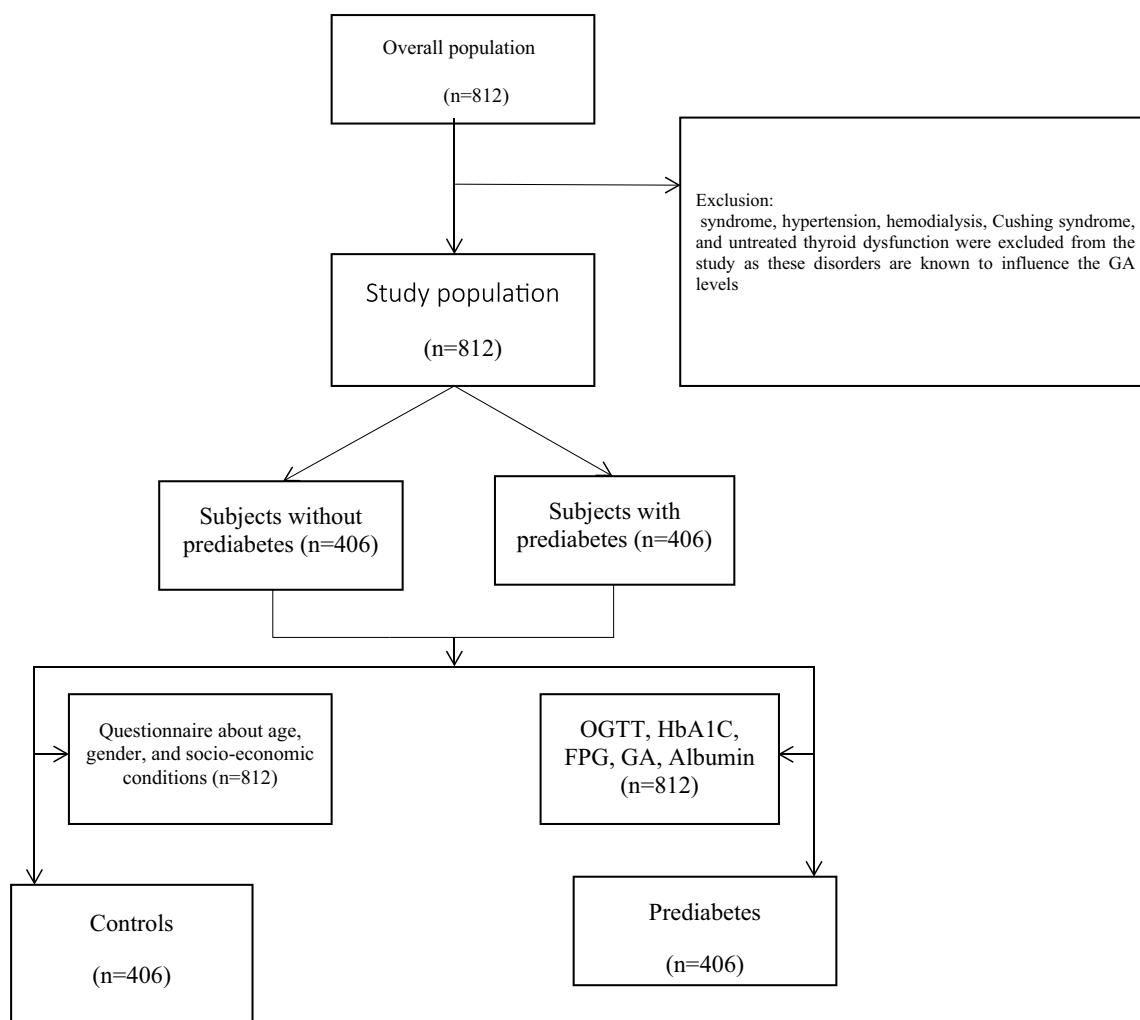 Overall population
(n=812)
Exclusion:
syndrome, hypertension, hemodialysis, Cushing syndrome,
and untreated thyroid dysfunction were excluded from the
study as these disorders are known to influence the GA
levels
Study population
(n=812)
Subjects without
prediabetes (n=406)
Subjects with
prediabetes (n=406)
Questionnaire about age,
gender, and socio-economic
conditions (n=812)
OGTT, HbA1C,
FPG, GA, Albumin
(n=812)
Controls
(n=406)
Prediabetes
(n=406)